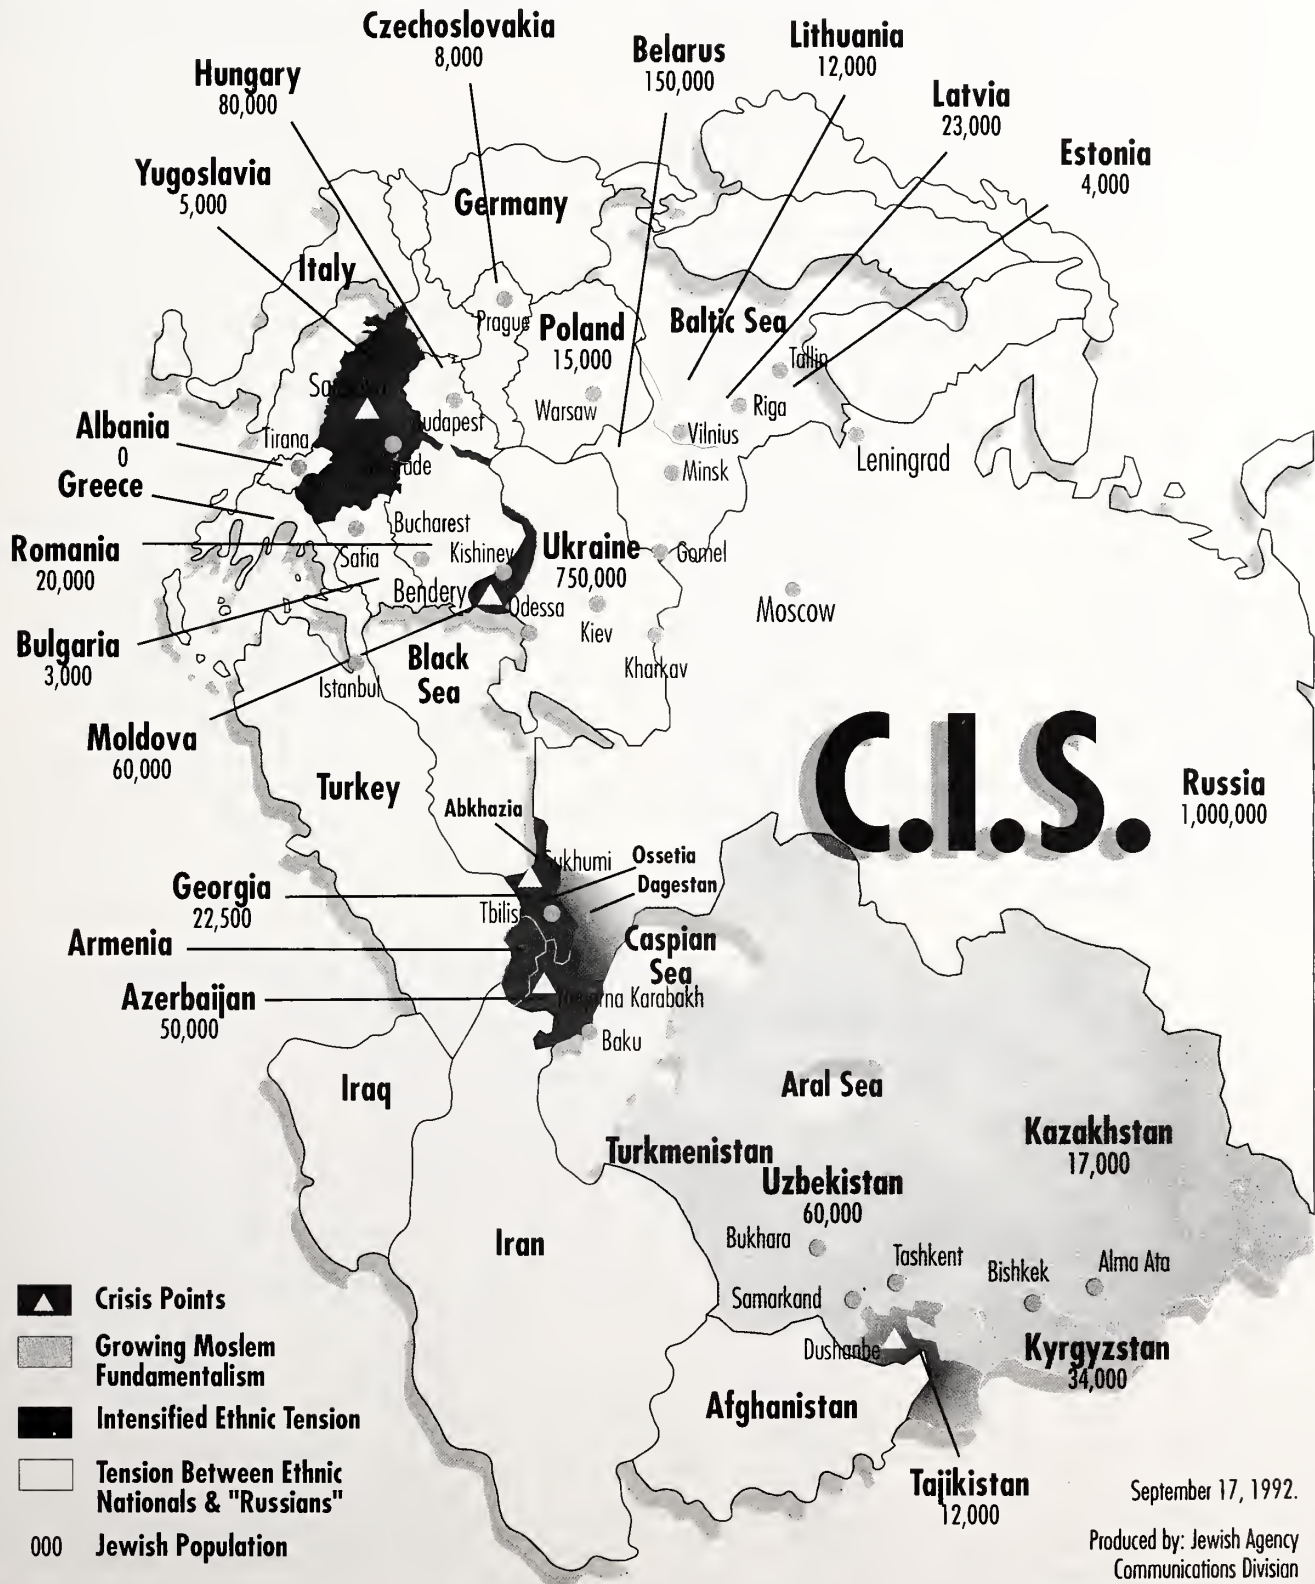 Czechoslovakia
8,000
Lithuania
12,000
Belarus
150,000
Hungary
80,000
Latvia
23,000
Estonia
4,000
Yugoslavia
5,000
Germany
Italy
Prague
Poland
15,000
Baltic Sea
Tallin
Warsaw
Riga
Budapest
Albania
0
Tirana
Vilnius
Leningrad
Minsk
Greece
Bucharest
Romania
20,000
Safia
Kishinev
Ukraine
750,000
Gomel
Bendery
Odessa
Kiev
Moscow
Bulgaria
3,000
Black
Sea
Kharkav
Istanbul
Moldova
60,000
C.I.S.
Turkey
Russia
1,000,000
Abkhazia
Sukhumi
Ossetia
Dagestan
Georgia
22,500
Tbilisi
Armenia
Caspian
Sea
Azerbaijan
50,000
Karabakh
Baku
Iraq
Aral Sea
Kazakhstan
17,000
Turkmenistan
Uzbekistan
60,000
Iran
Bukhara
Tashkent
Bishkek
Alma Ata
Samarkand
Dushanbe
Kyrgyzstan
34,000
Afghanistan
Tajikistan
12,000
Crisis Points
Growing Moslem
Fundamentalism
Intensified Ethnic Tension
Tension Between Ethnic
Nationals & "Russians"
000 Jewish Population
September 17, 1992.
Produced by: Jewish Agency
Communications Division